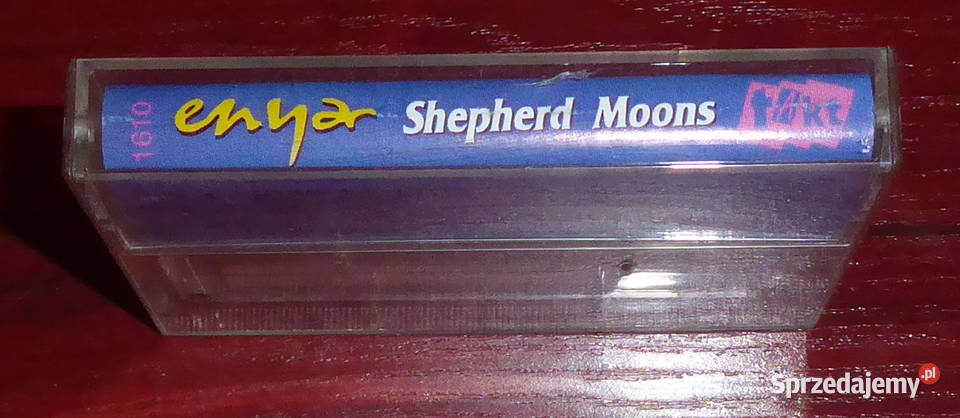 1610
enya Shepherd Moons takt
Sprzedajemy.pl